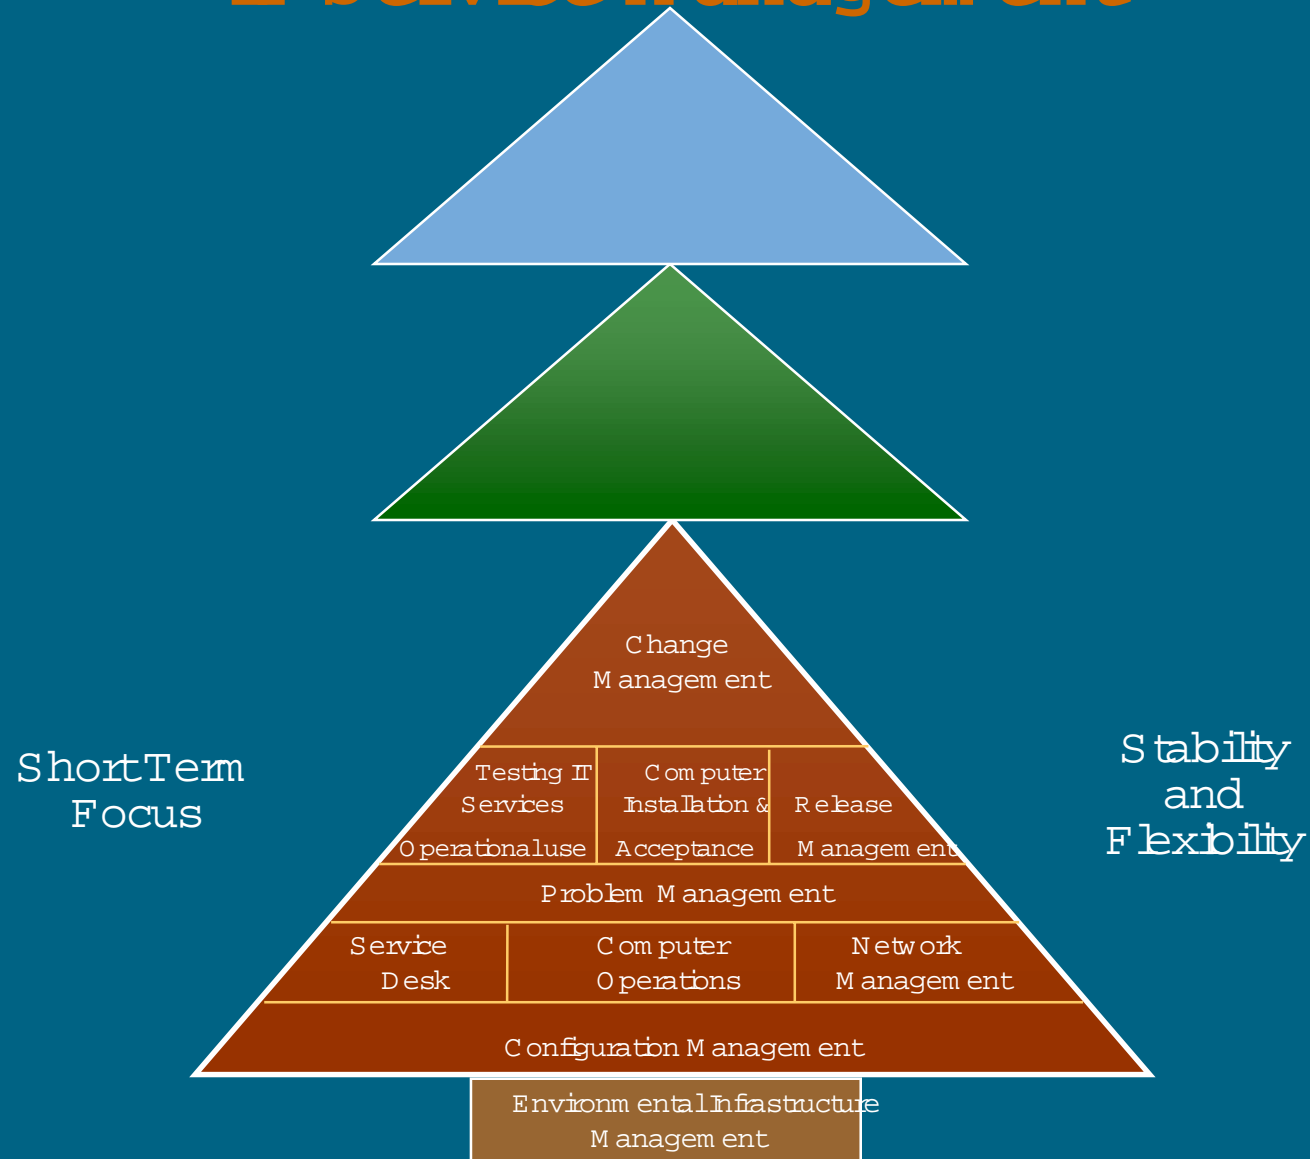 Change
Management
Short Term
Focus
Stability
and
Flexibility
Testing IT
Services
Operational use
Computer
Installation &
Acceptance
Release
Management
Problem Management
Service
Desk
Computer
Operations
Network
Management
Configuration Management
Environmental Infrastructure
Management